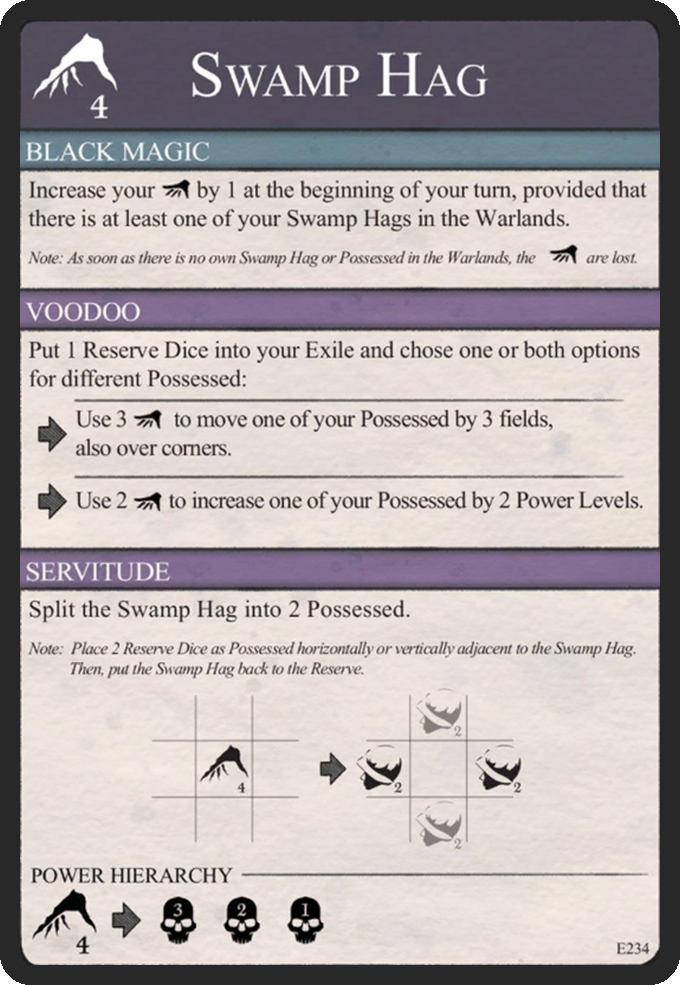 4
SWAMP HAG
BLACK MAGIC
Increase your by 1 at the beginning of your turn, provided that
there is at least one of your Swamp Hags in the Warlands.
Note: As soon as there is no own Swamp Hag or Possessed in the Warlands, the are lost.
VOODOO
Put 1 Reserve Dice into your Exile and chose one or both options
for different Possessed:
Use 3 to move one of your Possessed by 3 fields,
also over corners.
Use 2 to increase one of your Possessed by 2 Power Levels.
SERVITUDE
Split the Swamp Hag into 2 Possessed.
Note: Place 2 Reserve Dice as Possessed horizontally or vertically adjacent to the Swamp Hag.
Then, put the Swamp Hag back to the Reserve.
2
4 2 2
2
POWER HIERARCHY
4 3 2 1
E234